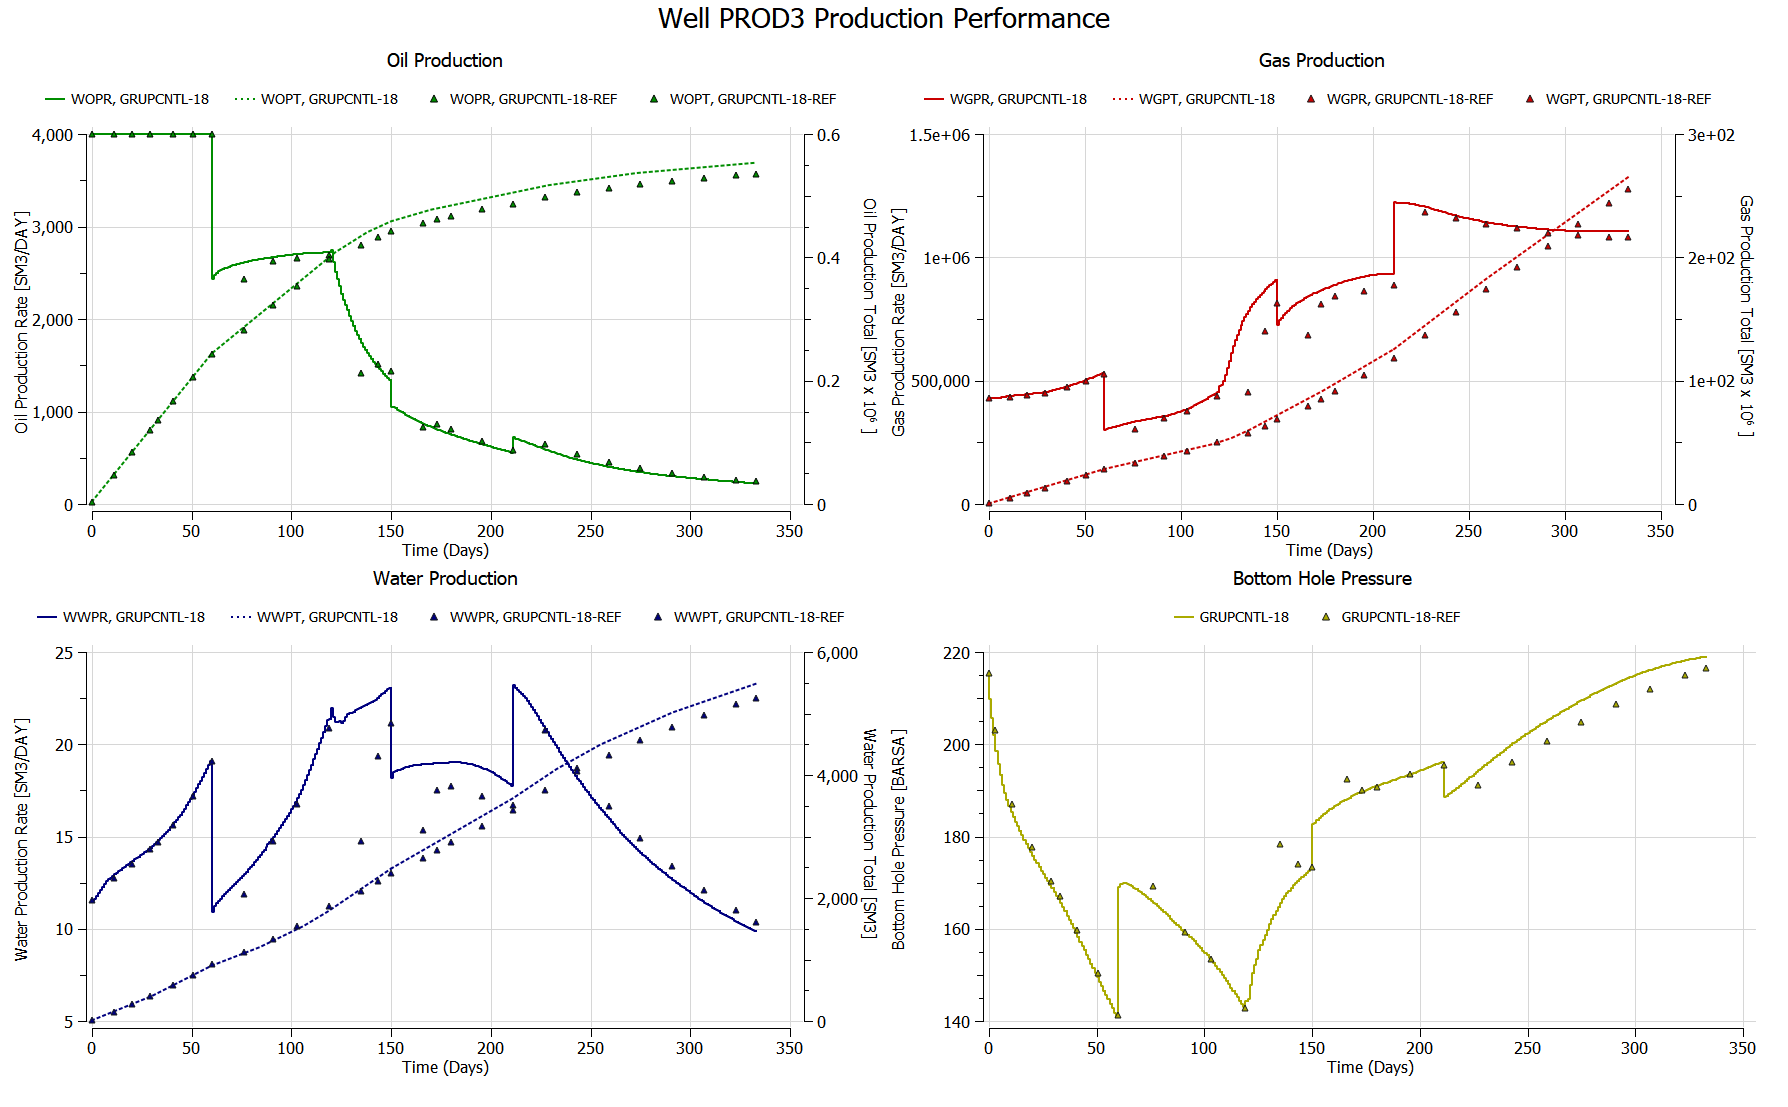 Well PROD3 Production Performance
Oil Production
WOPR, GRUPCNTL-18 WOPT, GRUPCNTL-18 WOPR, GRUPCNTL-18-REF WOPT, GRUPCNTL-18-REF
4,000
3,000
2,000
1,000
0
Oil Production Rate [SM3/DAY]
0.6
0.4
0.2
0
Oil Production Total [SM3 x 10⁶ ]
0 50 100 150 200 250 300 350
Time (Days)
Gas Production
WGPR, GRUPCNTL-18 WGPT, GRUPCNTL-18 WGPR, GRUPCNTL-18-REF WGPT, GRUPCNTL-18-REF
1.5e+06
1e+06
500,000
0
Gas Production Rate [SM3/DAY]
3e+02
2e+02
1e+02
0
Gas Production Total [SM3 x 10⁶ ]
0 50 100 150 200 250 300 350
Time (Days)
Water Production
WWPR, GRUPCNTL-18 WWPT, GRUPCNTL-18 WWPR, GRUPCNTL-18-REF WWPT, GRUPCNTL-18-REF
25
20
15
10
5
Water Production Rate [SM3/DAY]
6,000
4,000
2,000
0
Water Production Total [SM3]
0 50 100 150 200 250 300 350
Time (Days)
Bottom Hole Pressure
GRUPCNTL-18 GRUPCNTL-18-REF
220
200
180
160
140
Bottom Hole Pressure [BARSA]
0 50 100 150 200 250 300 350
Time (Days)